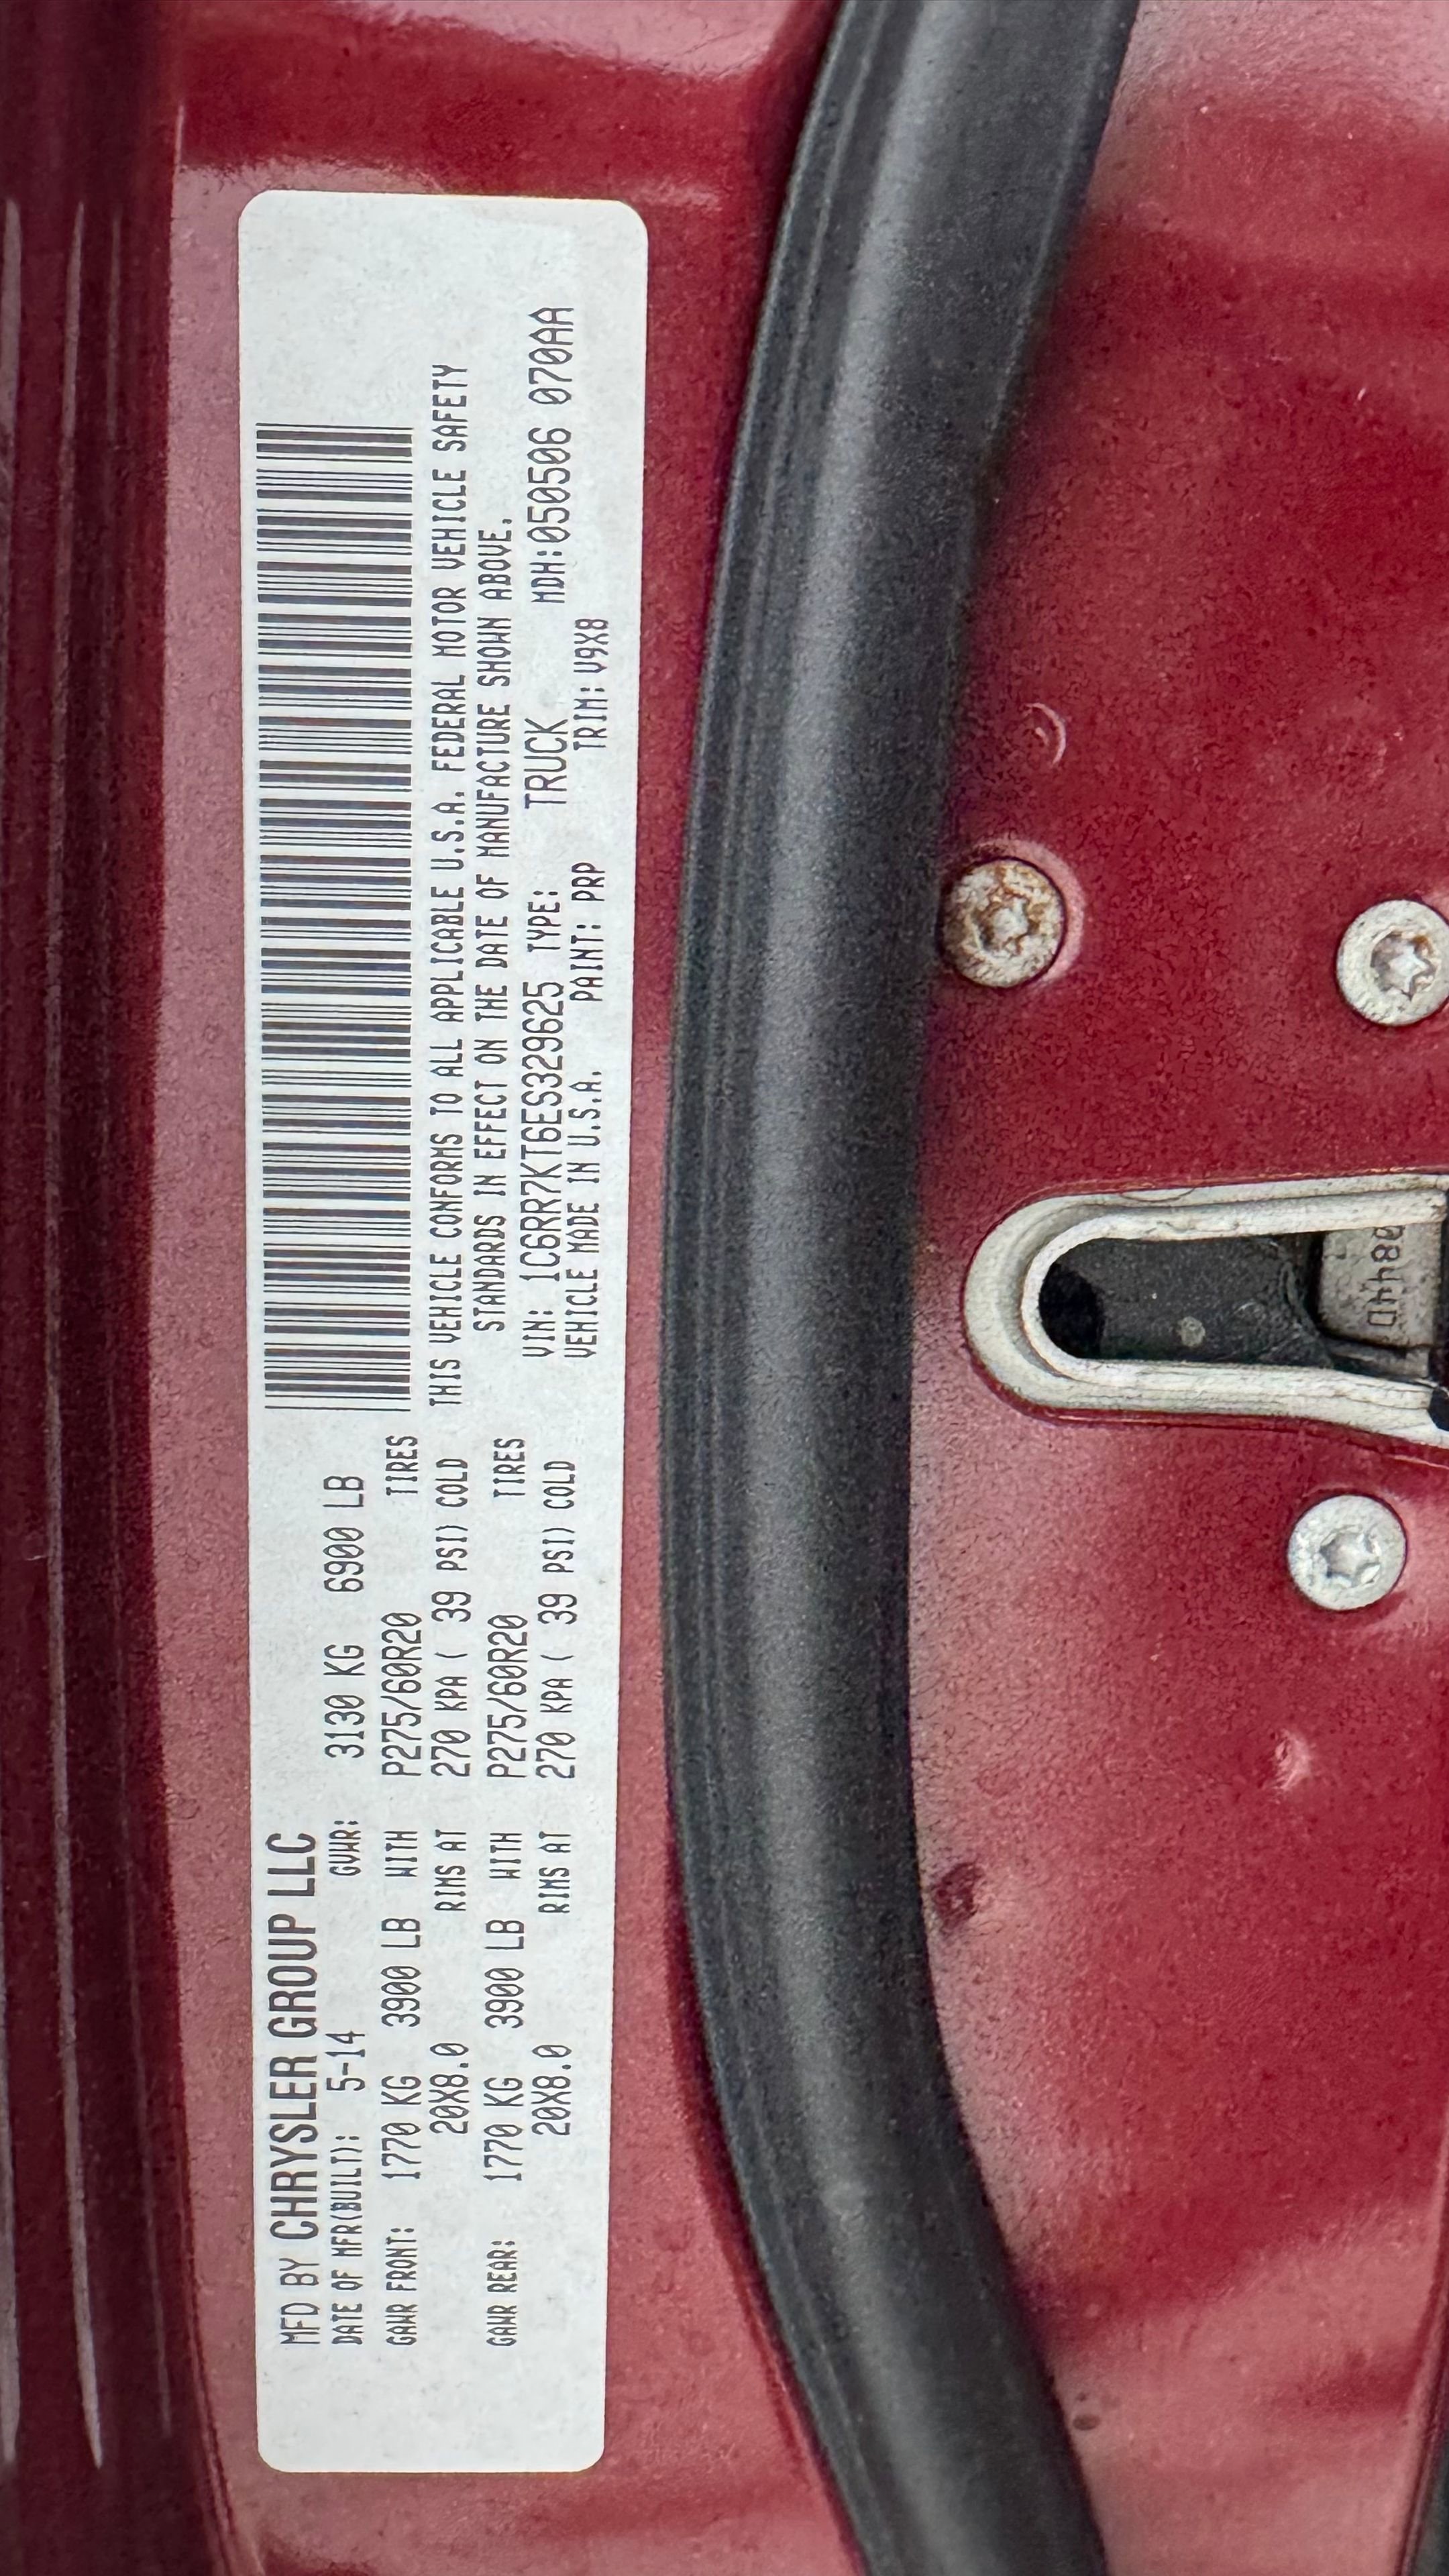 MFD BY CHRYSLER GROUP LLC
DATE OF MFR(BUILT): 5-14 GVWR: 3130 KG 6900 LB
GAWR FRONT: 1770 KG 3900 LB WITH P275/60R20 TIRES
20X8.0 RIMS AT 270 KPA ( 39 PSI) COLD
GAWR REAR: 1770 KG 3900 LB WITH P275/60R20 TIRES
20X8.0 RIMS AT 270 KPA ( 39 PSI) COLD
THIS VEHICLE CONFORMS TO ALL APPLICABLE U.S.A. FEDERAL MOTOR VEHICLE SAFETY
STANDARDS IN EFFECT ON THE DATE OF MANUFACTURE SHOWN ABOVE.
VIN: 1C6RR7KT6ES329625 TYPE: TRUCK MDH:050506 070AA
VEHICLE MADE IN U.S.A. PAINT: PRP TRIM: V9X8